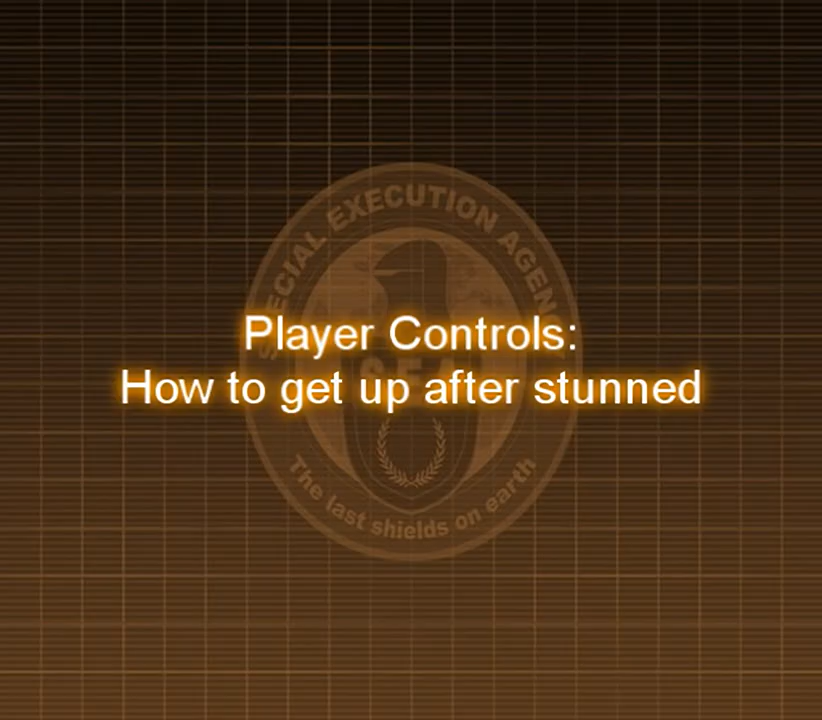 SPECIAL EXECUTION AGENCY
Player Controls:
How to get up after stunned
The last shields on earth